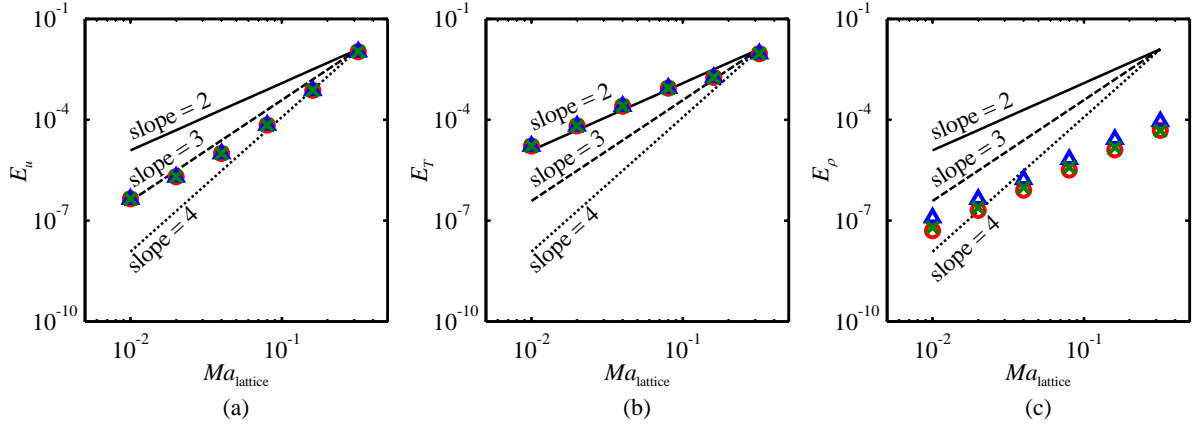 10^-1
10^-4
10^-7
10^-10
E_u
slope = 2
slope = 3
slope = 4
10^-2
10^-1
Ma_lattice
(a)
10^-1
10^-4
10^-7
10^-10
E_T
slope = 2
slope = 3
slope = 4
10^-2
10^-1
Ma_lattice
(b)
10^-1
10^-4
10^-7
10^-10
E_ρ
slope = 2
slope = 3
slope = 4
10^-2
10^-1
Ma_lattice
(c)